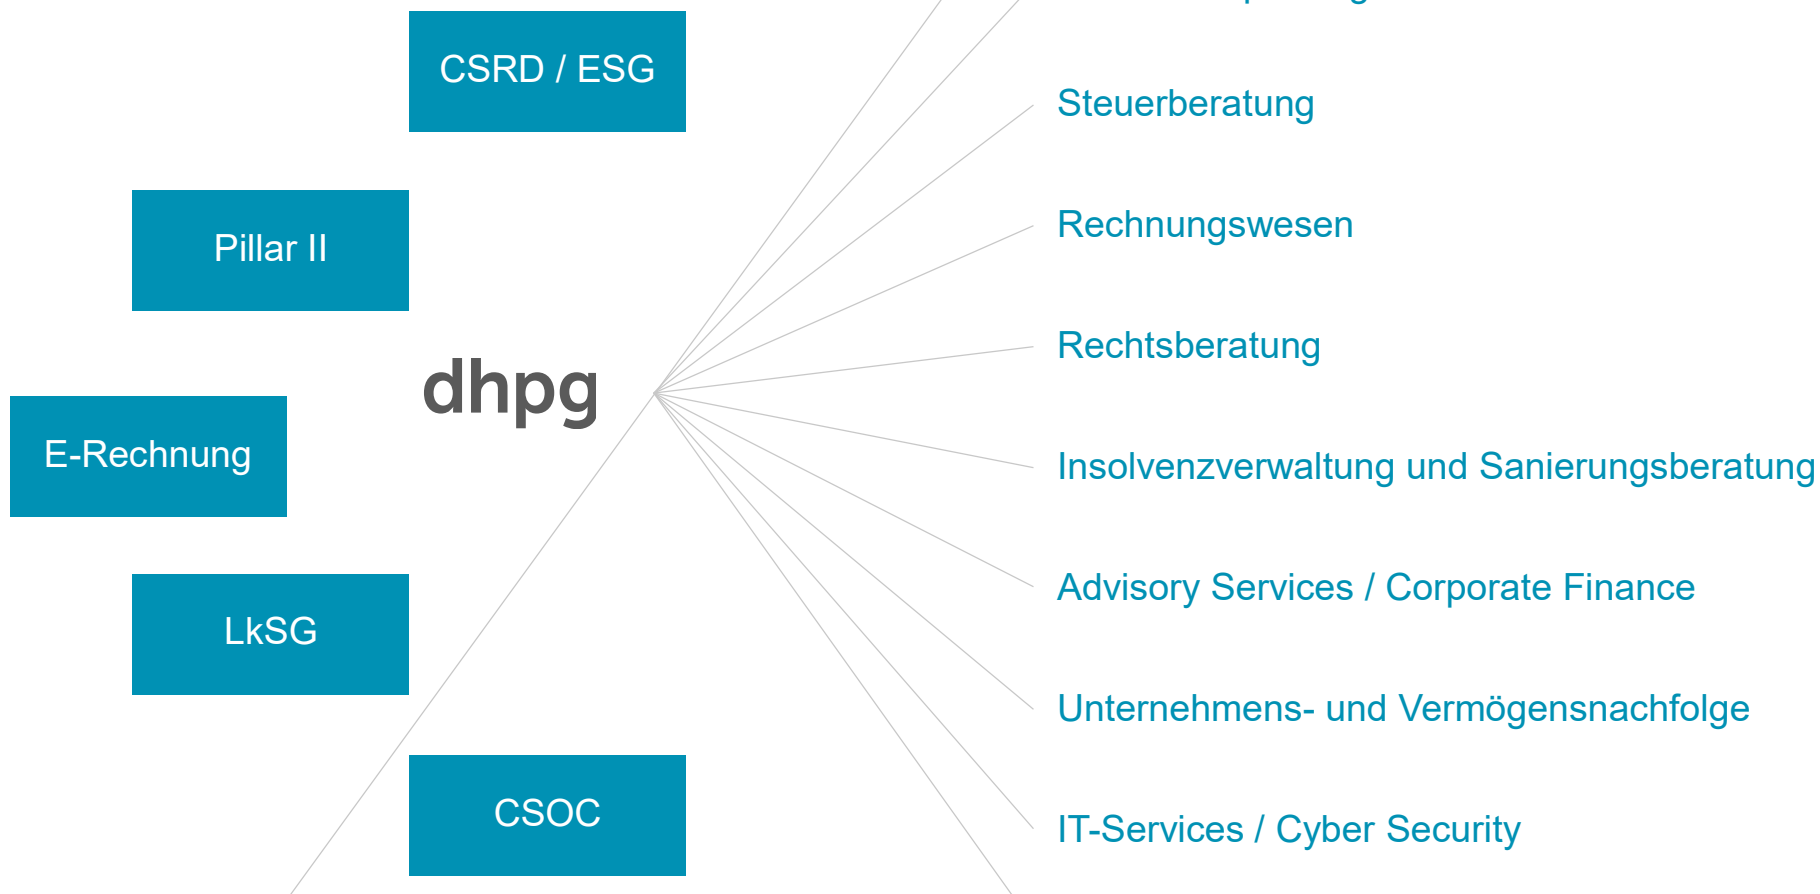 CSRD / ESG
Pillar II
dhpg
E-Rechnung
LkSG
CSOC
Steuerberatung
Rechnungswesen
Rechtsberatung
Insolvenzverwaltung und Sanierungsberatung
Advisory Services / Corporate Finance
Unternehmens- und Vermögensnachfolge
IT-Services / Cyber Security